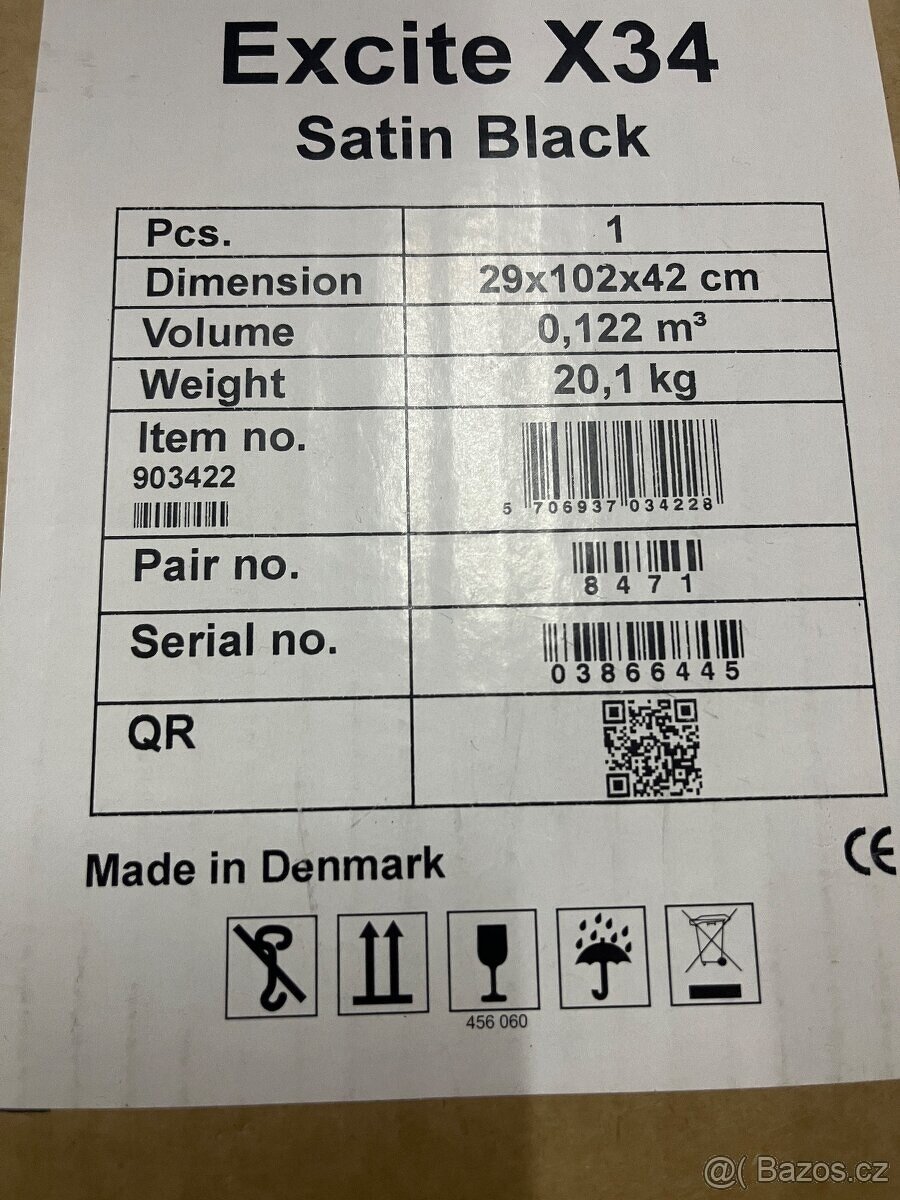 Excite X34
Satin Black
Pcs. 1
Dimension 29x102x42 cm
Volume 0,122 m³
Weight 20,1 kg
Item no.
903422
5 706937 034228
Pair no.
8471
Serial no.
03866445
QR
Made in Denmark
CE
456 060
@( Bazos.cz